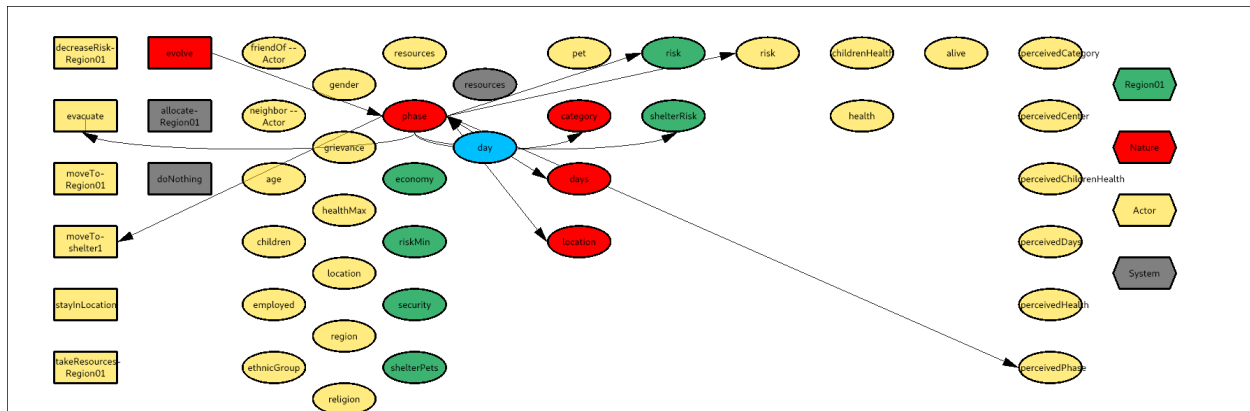 decreaseRisk-
Region01
evolve
friendOf --
Actor
resources
pet
risk
risk
childrenHealth
alive
perceivedCategory
gender
resources
Region01
evacuate
allocate-
Region01
neighbor --
Actor
phase
category
shelterRisk
health
perceivedCenter
grievance
day
Nature
moveTo-
Region01
doNothing
age
economy
days
perceivedChildrenHealth
healthMax
Actor
moveTo-
shelter1
children
riskMin
location
perceivedDays
location
System
stayInLocation
employed
security
perceivedHealth
region
takeResources-
Region01
ethnicGroup
shelterPets
perceivedPhase
religion